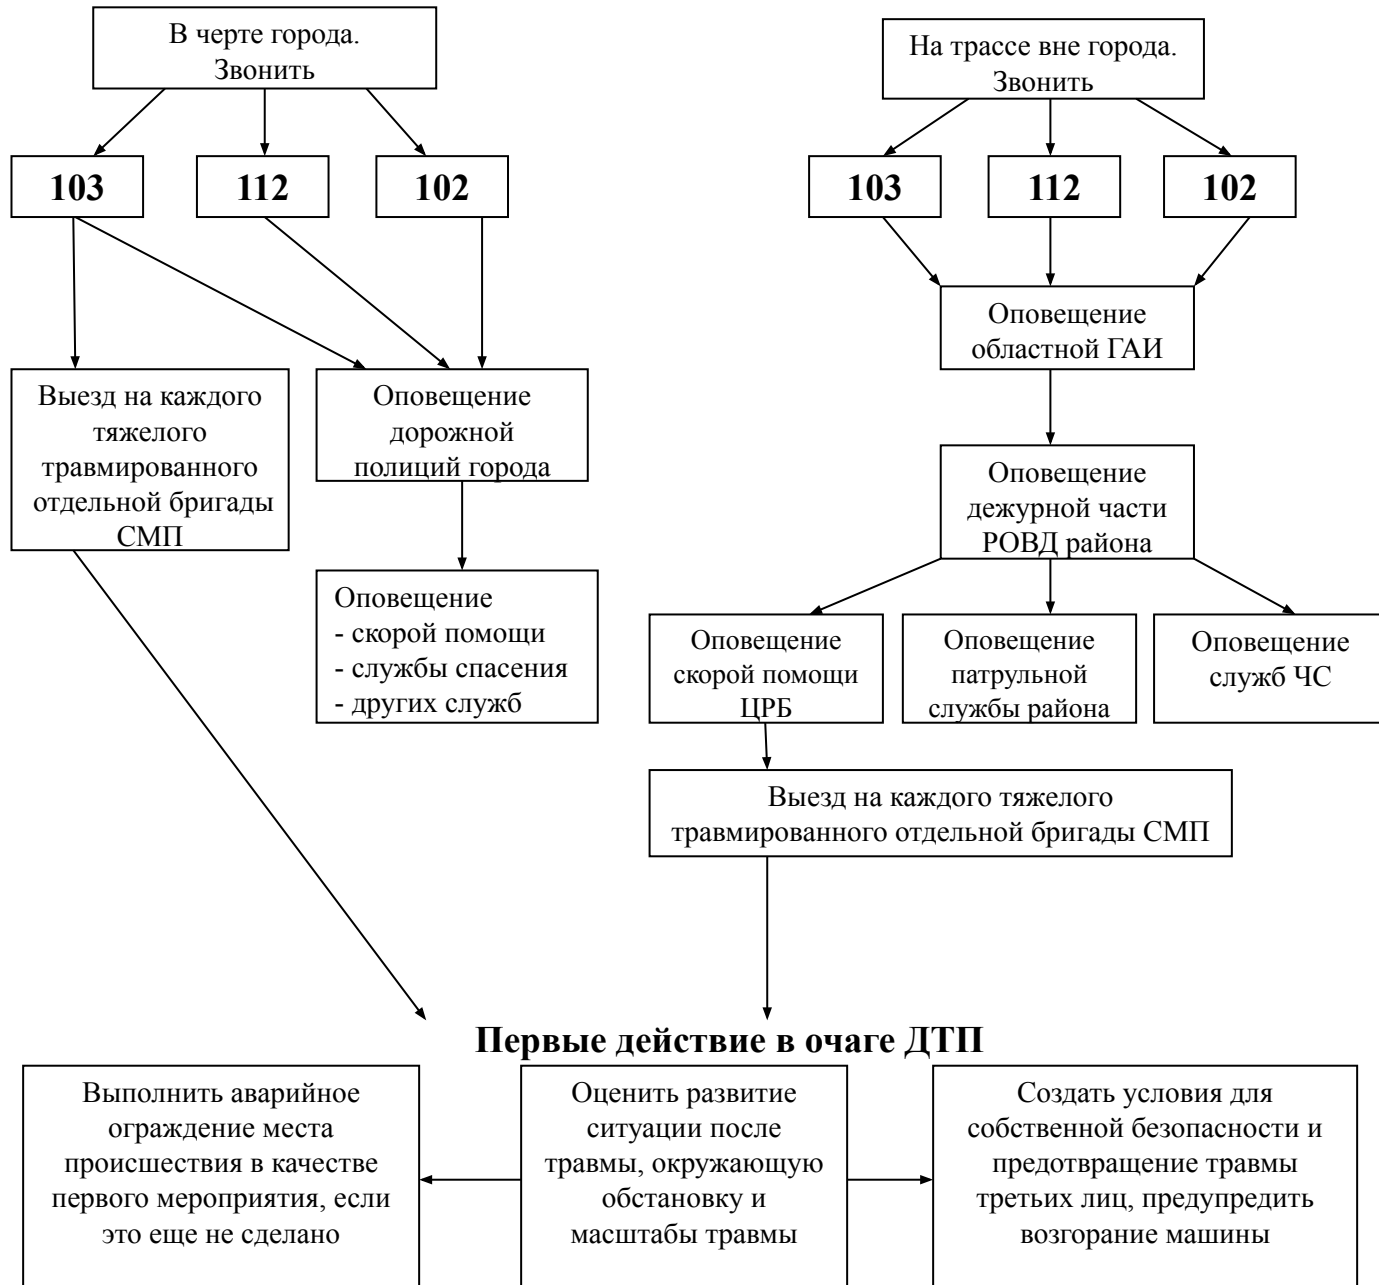 В черте города.
Звонить
На трассе вне города.
Звонить
103
112
102
103
112
102
Оповещение
областной ГАИ
Выезд на каждого
тяжелого
травмированного
отдельной бригады
СМП
Оповещение
дорожной
полиций города
Оповещение
дежурной части
РОВД района
Оповещение
- скорой помощи
- службы спасения
- других служб
Оповещение
скорой помощи
ЦРБ
Оповещение
патрульной
службы района
Оповещение
служб ЧС
Выезд на каждого тяжелого
травмированного отдельной бригады СМП
Первые действие в очаге ДТП
Выполнить аварийное
ограждение места
происшествия в качестве
первого мероприятия, если
это еще не сделано
Оценить развитие
ситуации после
травмы, окружающую
обстановку и
масштабы травмы
Создать условия для
собственной безопасности и
предотвращение травмы
третьих лиц, предупредить
возгорание машины